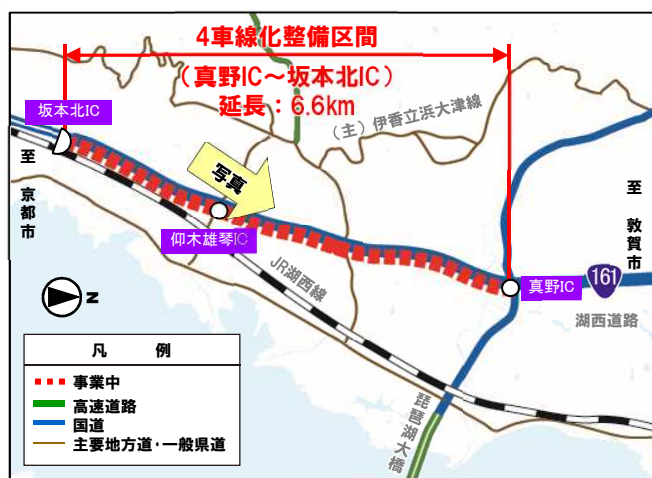 4車線化整備区間
（真野IC～坂本北IC）
延長：6.6km
坂本北IC
（主）伊香立浜大津線
至 京都市
写真
至 敦賀市
仰木雄琴IC
JR湖西線
161
真野IC
湖西道路
N
琵琶湖大橋
凡 例
事業中
高速道路
国道
主要地方道・一般県道